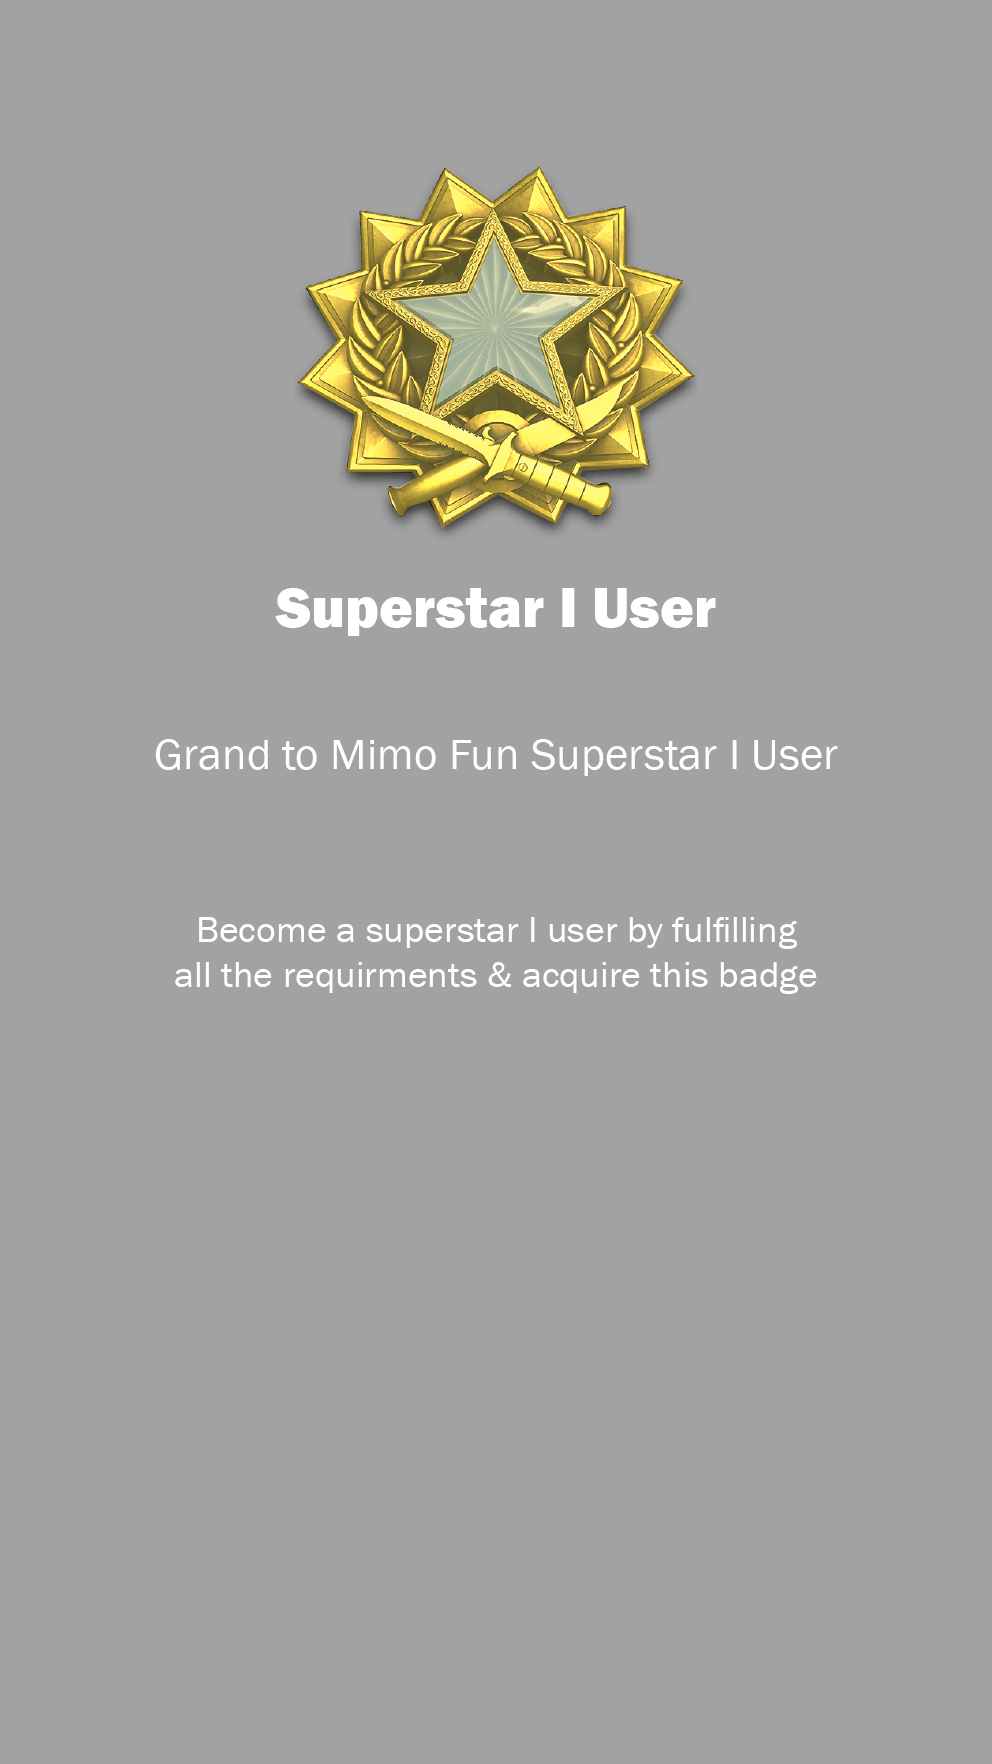 Superstar I User
Grand to Mimo Fun Superstar I User
Become a superstar I user by fulfilling
all the requirments & acquire this badge